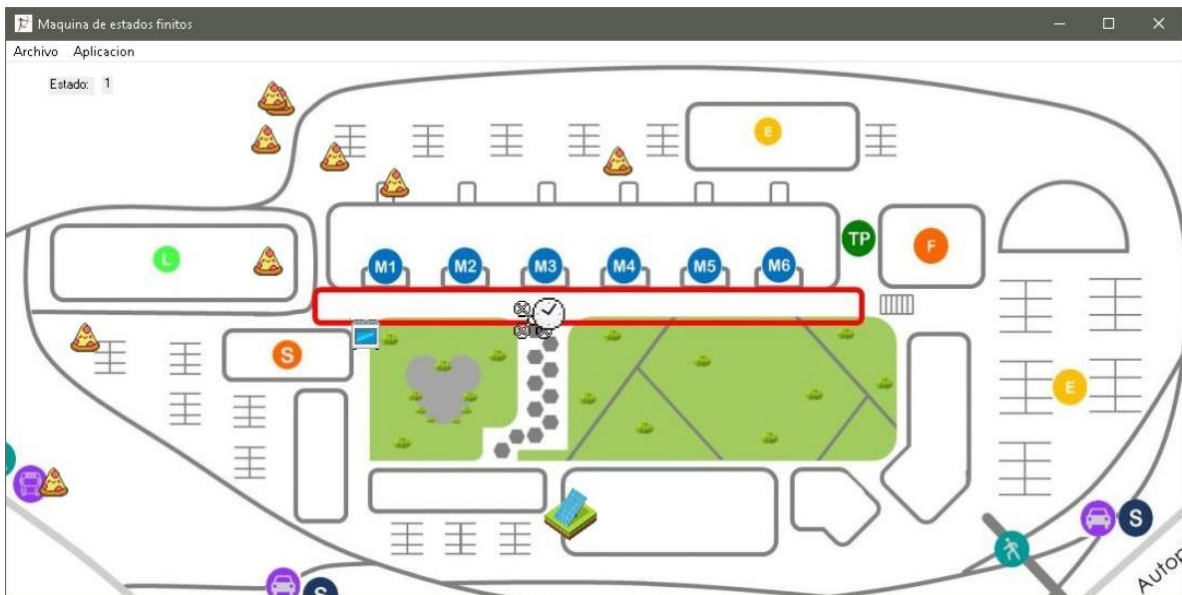 Maquina de estados finitos
Archivo Aplicacion
Estado: 1
E
TP
F
L
M1 M2 M3 M4 M5 M6
S
E
S
S
Autop